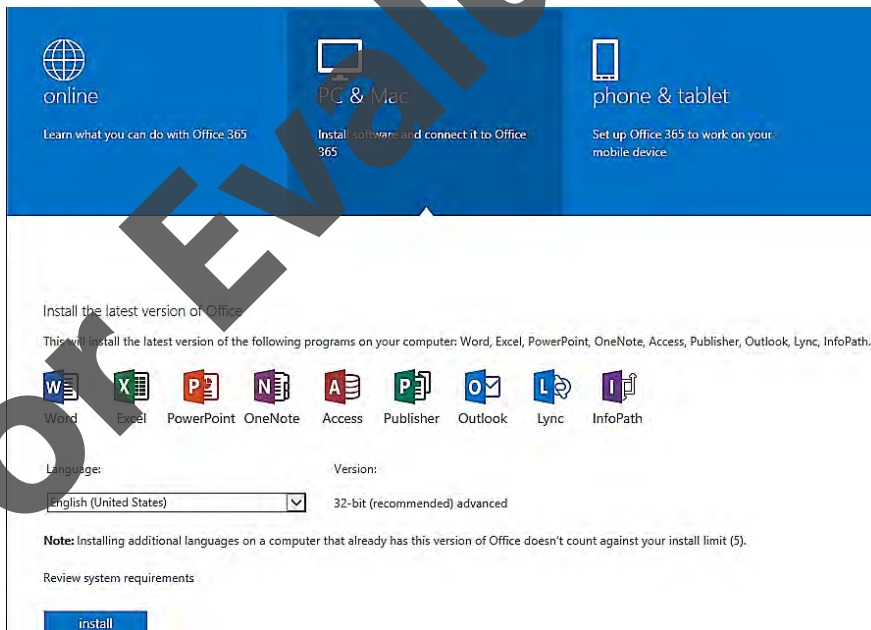 or Evalu
online
PC & Mac
phone & tablet
Learn what you can do with Office 365
Install software and connect it to Office
365
Set up Office 365 to work on your
mobile device
Install the latest version of Office
This will install the latest version of the following programs on your computer: Word, Excel, PowerPoint, OneNote, Access, Publisher, Outlook, Lync, InfoPath.
Word Excel PowerPoint OneNote Access Publisher Outlook Lync InfoPath
Language: Version:
English (United States) 32-bit (recommended) advanced
Note: Installing additional languages on a computer that already has this version of Office doesn't count against your install limit (5).
Review system requirements
install